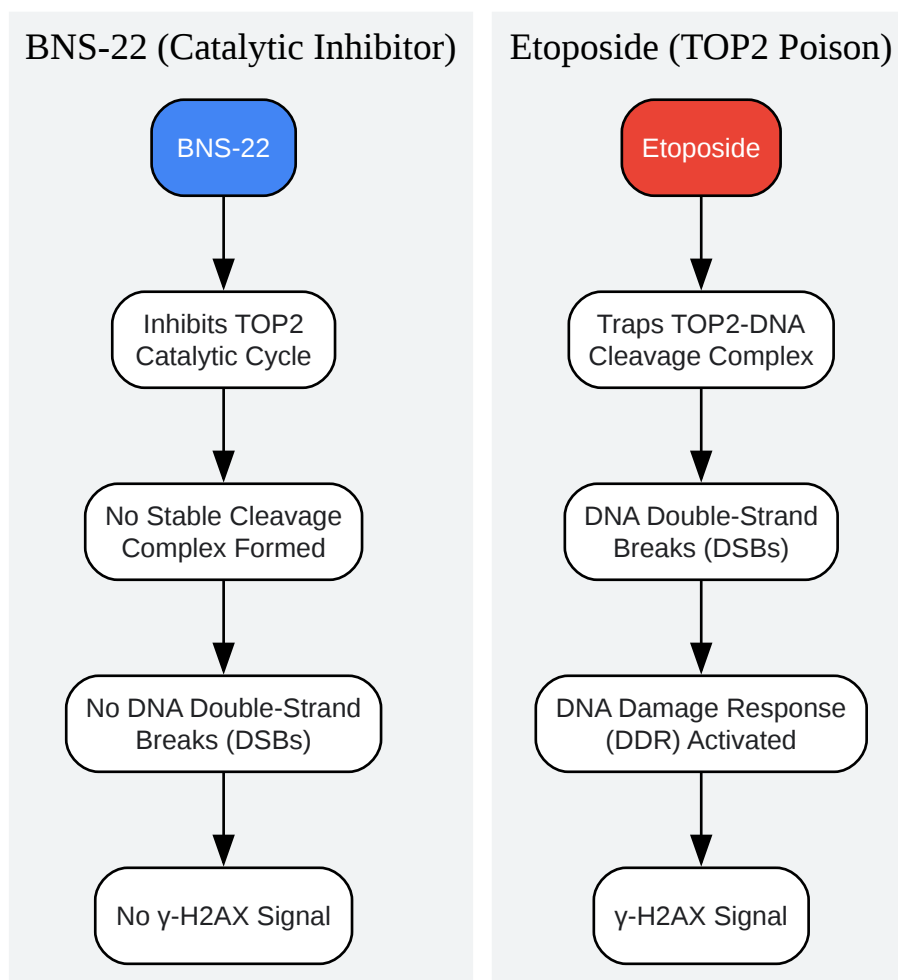 BNS-22 (Catalytic Inhibitor)
BNS-22
Inhibits TOP2
Catalytic Cycle
No Stable Cleavage
Complex Formed
No DNA Double-Strand
Breaks (DSBs)
No γ-H2AX Signal
Etoposide (TOP2 Poison)
Etoposide
Traps TOP2-DNA
Cleavage Complex
DNA Double-Strand
Breaks (DSBs)
DNA Damage Response
(DDR) Activated
γ-H2AX Signal